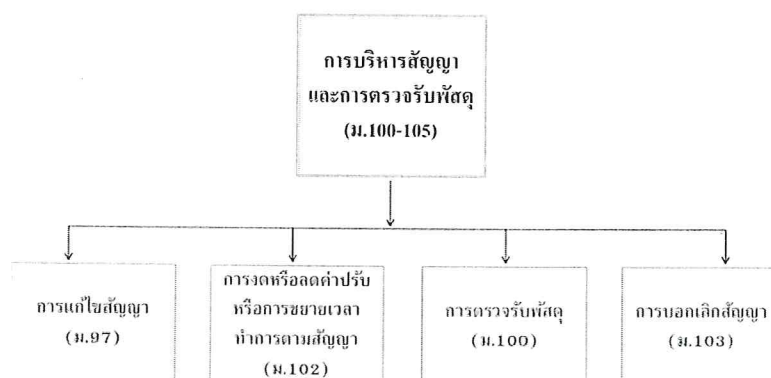 การบริหารสัญญา
และการตรวจรับพัสดุ
(ม.100-105)
การแก้ไขสัญญา
(ม.97)
การงดหรือลดค่าปรับ
หรือการขยายเวลา
ทำการตามสัญญา
(ม.102)
การตรวจรับพัสดุ
(ม.100)
การบอกเลิกสัญญา
(ม.103)